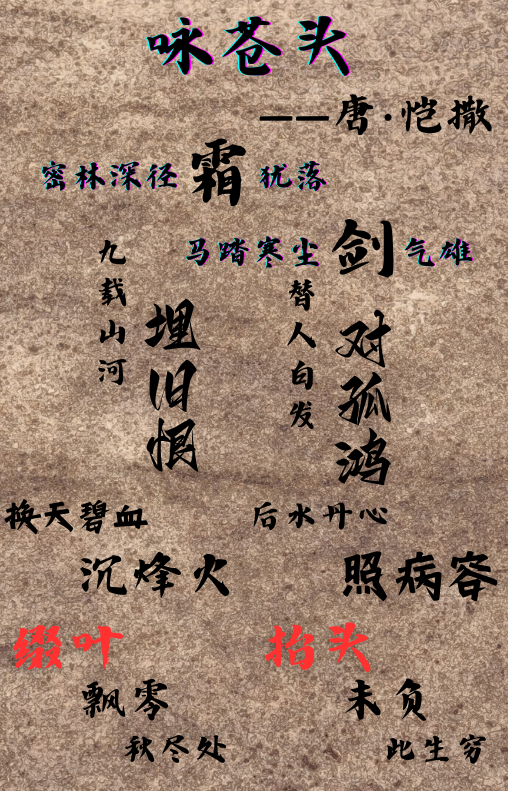 咏苍头
——唐·恺撒
密林深径霜犹落
马踏寒尘剑气雄
九载山河
埋旧恨
替人白发
对孤鸿
换天碧血
沉烽火
后水丹心
照病容
缀叶
飘零
秋尽处
抬头
未负
此生穷